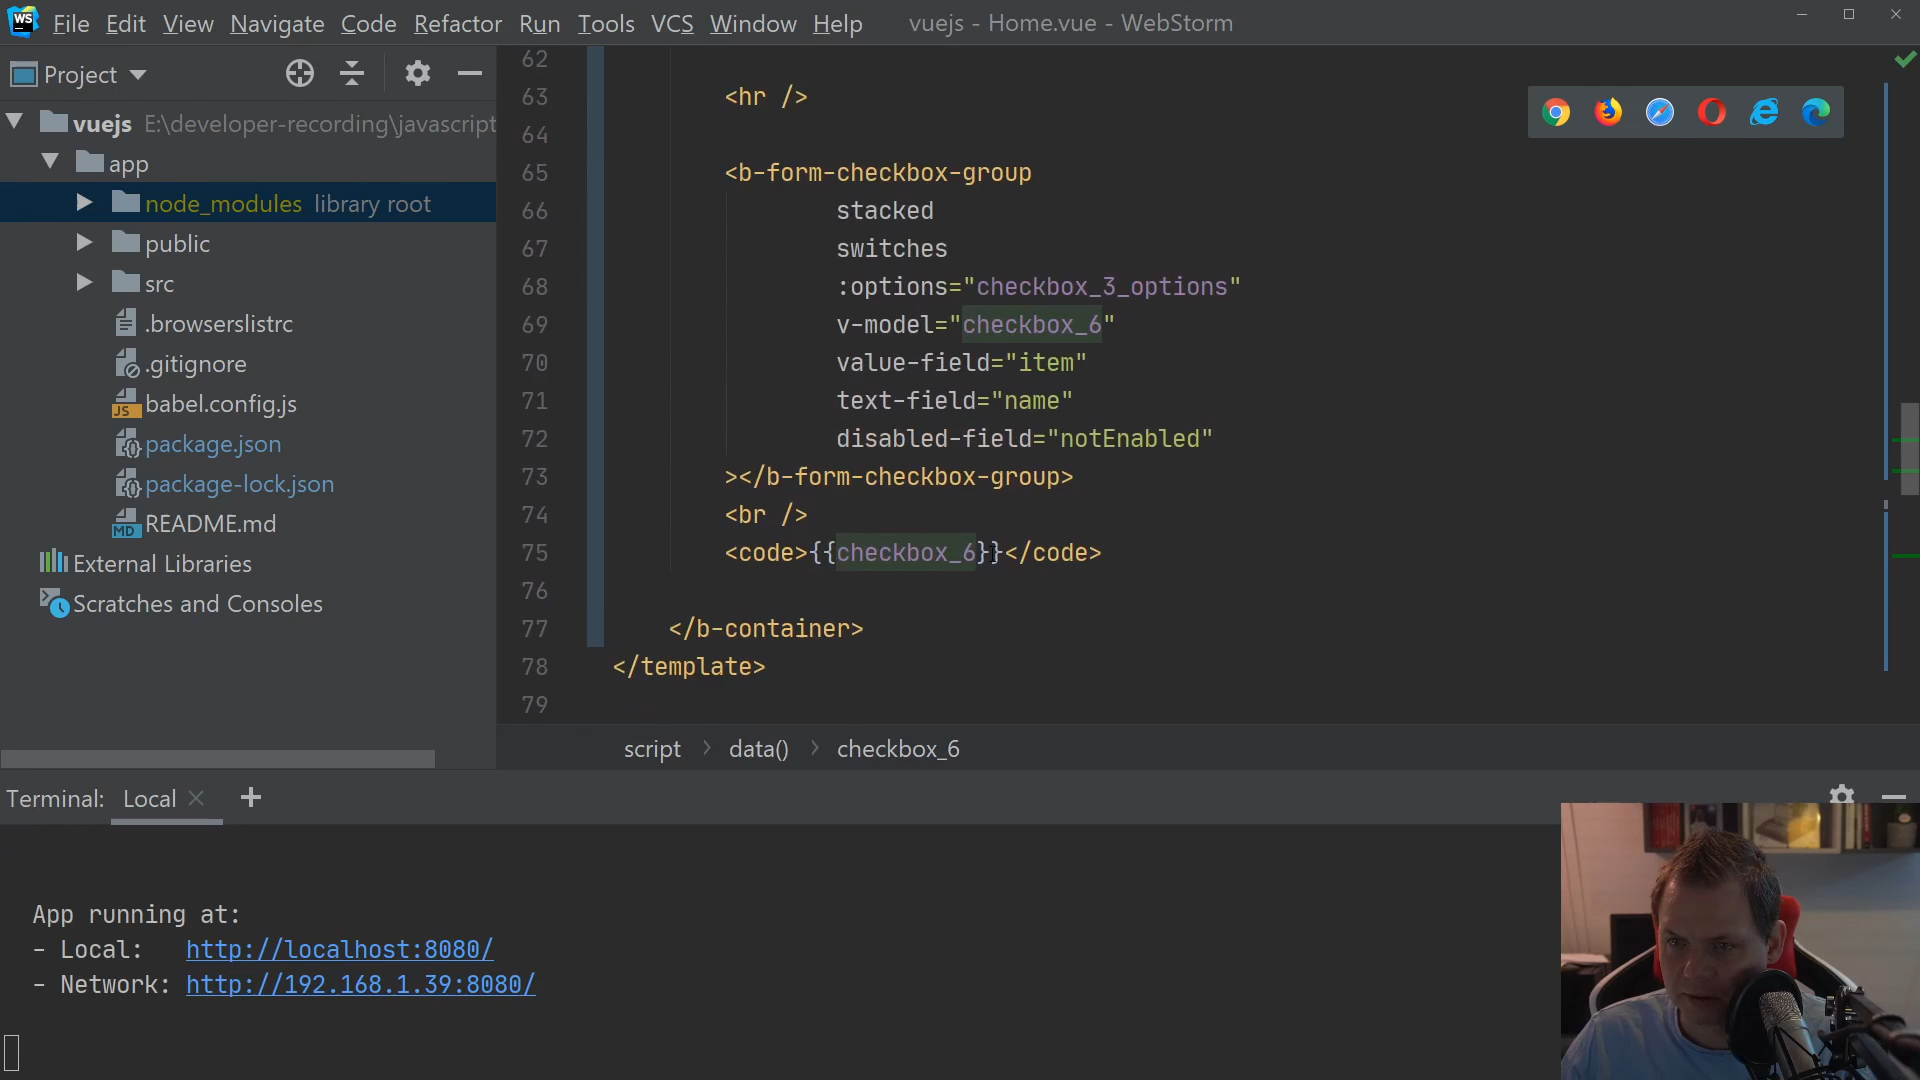 WS File Edit View Navigate Code Refactor Run Tools VCS Window Help vuejs - Home.vue - WebStorm
Project
vuejs E:\developer-recording\javascript
app
node_modules library root
public
src
.browserslistrc
.gitignore
JS babel.config.js
package.json
package-lock.json
MD README.md
External Libraries
Scratches and Consoles
62
63 <hr />
64
65 <b-form-checkbox-group
66 stacked
67 switches
68 :options="checkbox_3_options"
69 v-model="checkbox_6"
70 value-field="item"
71 text-field="name"
72 disabled-field="notEnabled"
73 ></b-form-checkbox-group>
74 <br />
75 <code>{{checkbox_6}}</code>
76
77 </b-container>
78 </template>
79
script > data() > checkbox_6
Terminal: Local × +
App running at:
- Local: http://localhost:8080/
- Network: http://192.168.1.39:8080/